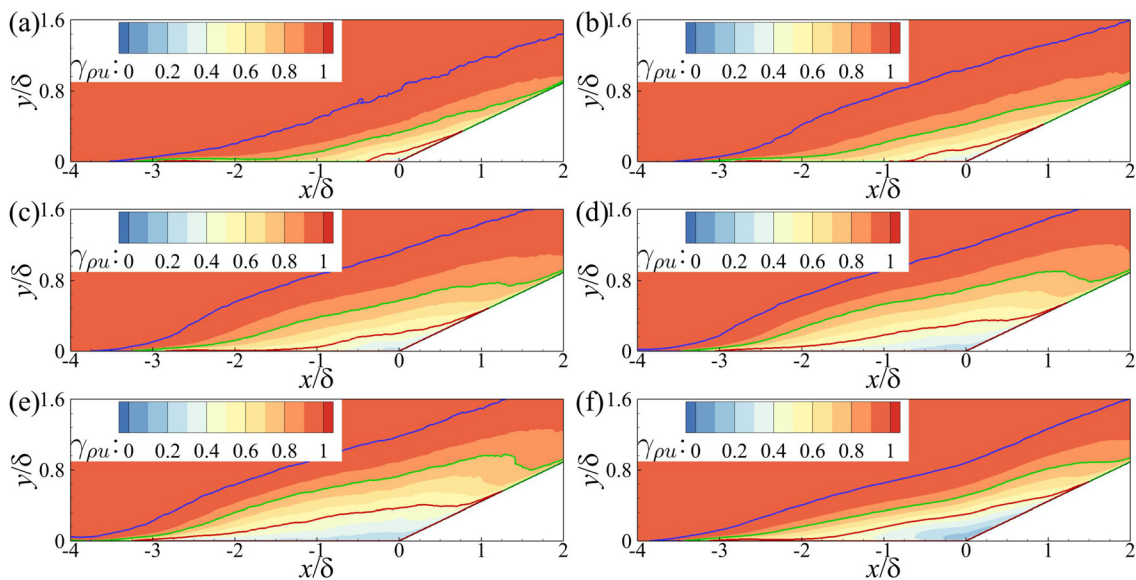 (a) 1.6 0.8 0 y/δ γρu: 0 0.2 0.4 0.6 0.8 1
-4 -3 -2 -1 0 1 2
x/δ
(b) 1.6 0.8 0 y/δ γρu: 0 0.2 0.4 0.6 0.8 1
-4 -3 -2 -1 0 1 2
x/δ
(c) 1.6 0.8 0 y/δ γρu: 0 0.2 0.4 0.6 0.8 1
-4 -3 -2 -1 0 1 2
x/δ
(d) 1.6 0.8 0 y/δ γρu: 0 0.2 0.4 0.6 0.8 1
-4 -3 -2 -1 0 1 2
x/δ
(e) 1.6 0.8 0 y/δ γρu: 0 0.2 0.4 0.6 0.8 1
-4 -3 -2 -1 0 1 2
x/δ
(f) 1.6 0.8 0 y/δ γρu: 0 0.2 0.4 0.6 0.8 1
-4 -3 -2 -1 0 1 2
x/δ